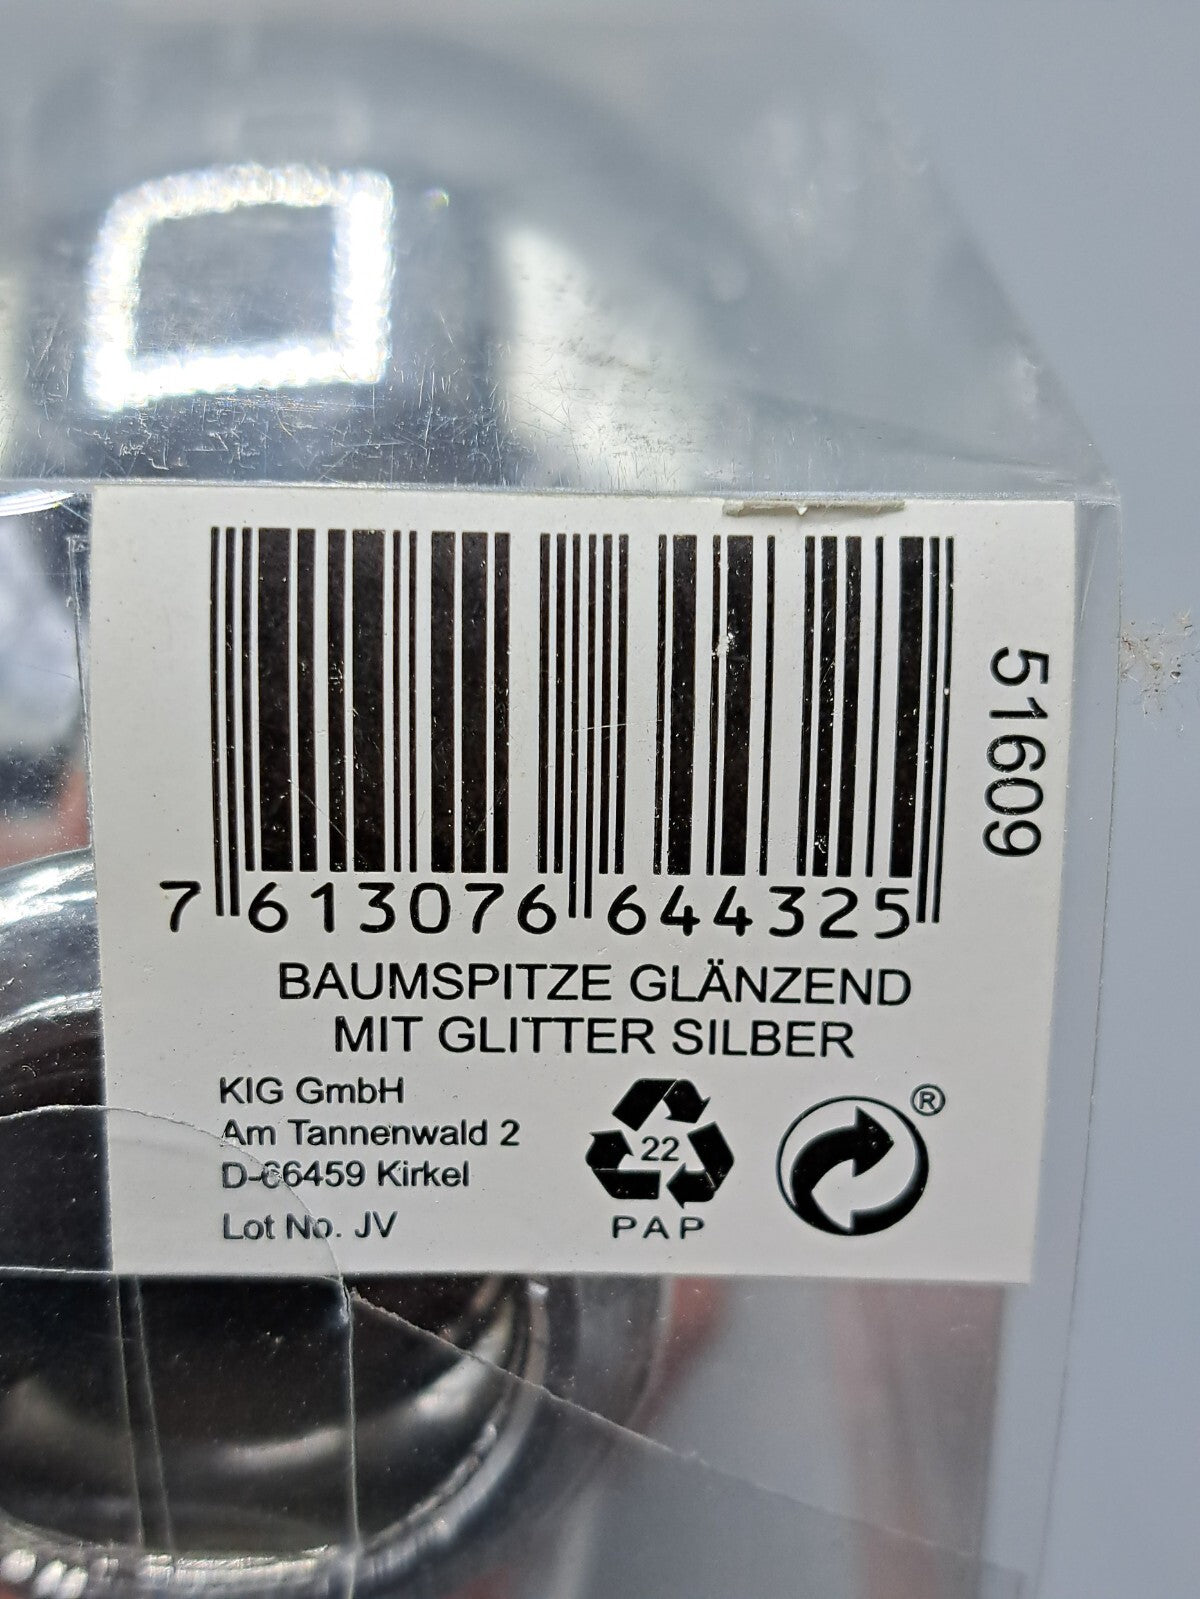 7 613076 644325
51609
BAUMSPITZE GLÄNZEND
MIT GLITTER SILBER
KIG GmbH
Am Tannenwald 2
D-66459 Kirkel
Lot No. JV
22
PAP
®